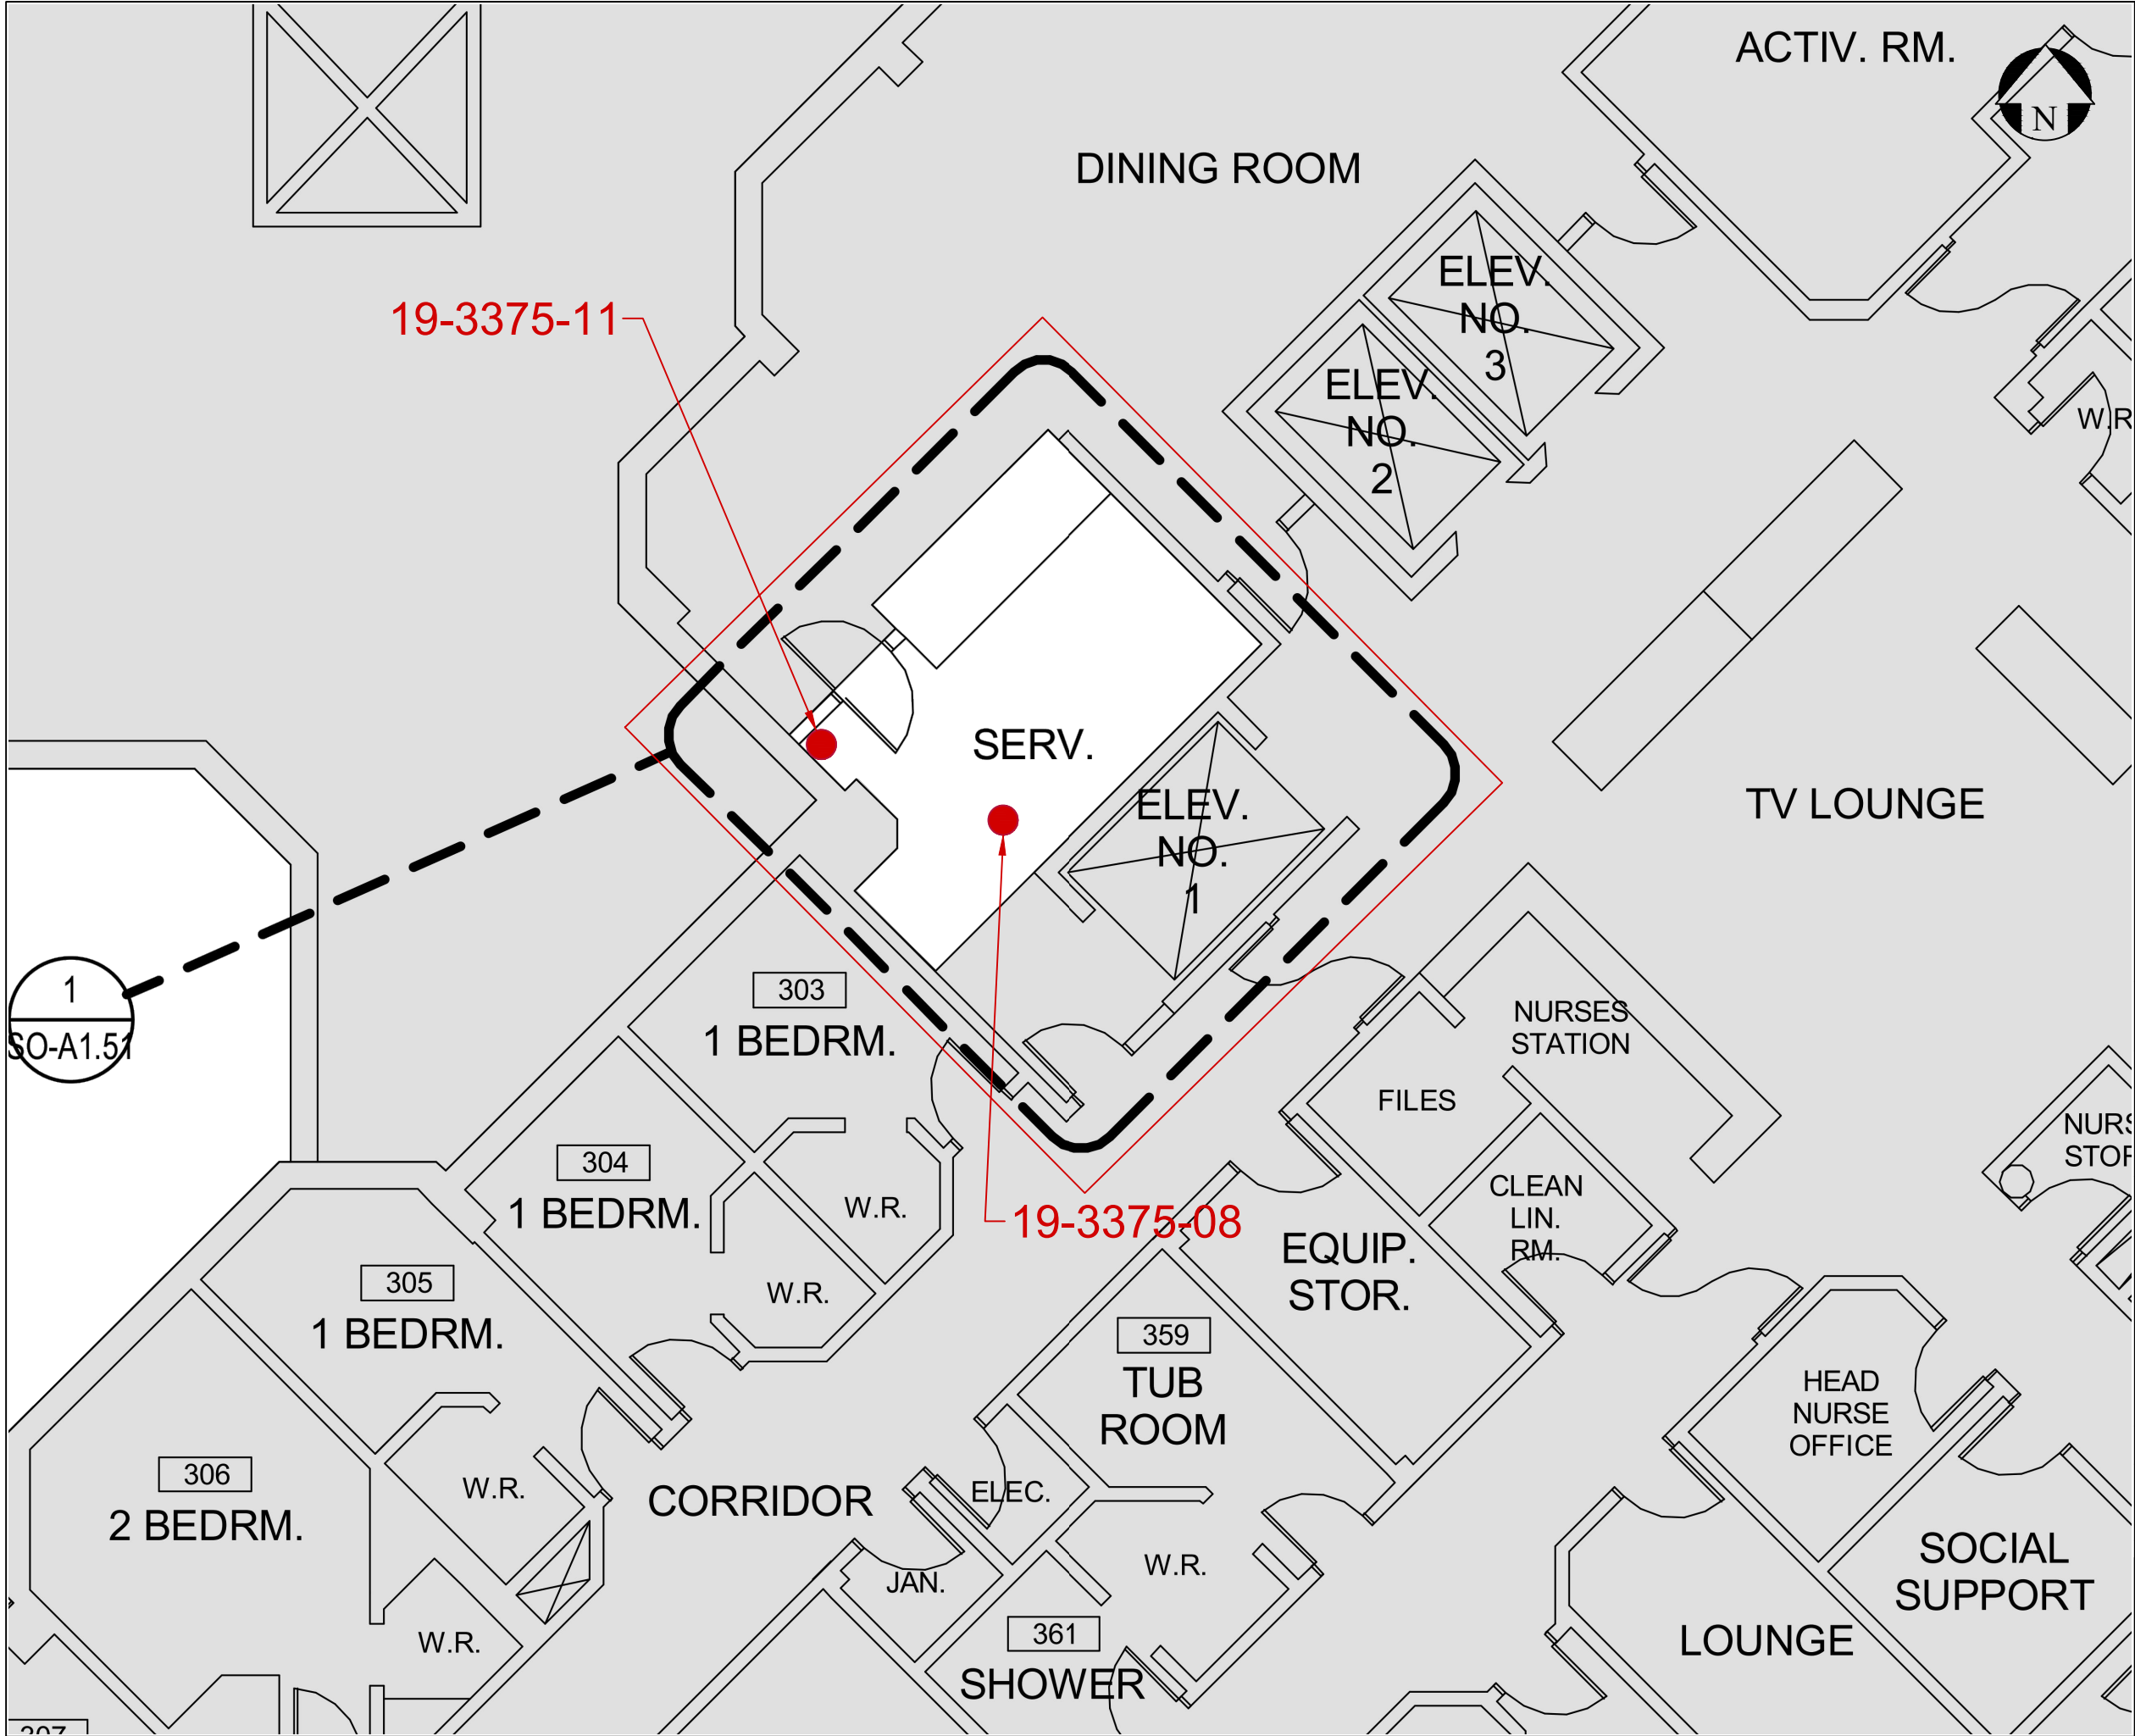 ACTIV. RM.
N
DINING ROOM
ELEV.
NO.
3
19-3375-11
ELEV.
NO.
2
W.R
SERV.
ELEV.
NO.
1
TV LOUNGE
1
SO-A1.51
303
1 BEDRM.
NURSES
STATION
FILES
NURS
STOR
304
1 BEDRM.
W.R.
19-3375-08
CLEAN
LIN.
RM.
EQUIP.
STOR.
305
1 BEDRM.
W.R.
359
TUB
ROOM
HEAD
NURSE
OFFICE
306
2 BEDRM.
W.R.
CORRIDOR
ELEC.
W.R.
JAN.
SOCIAL
SUPPORT
W.R.
361
SHOWER
LOUNGE
307